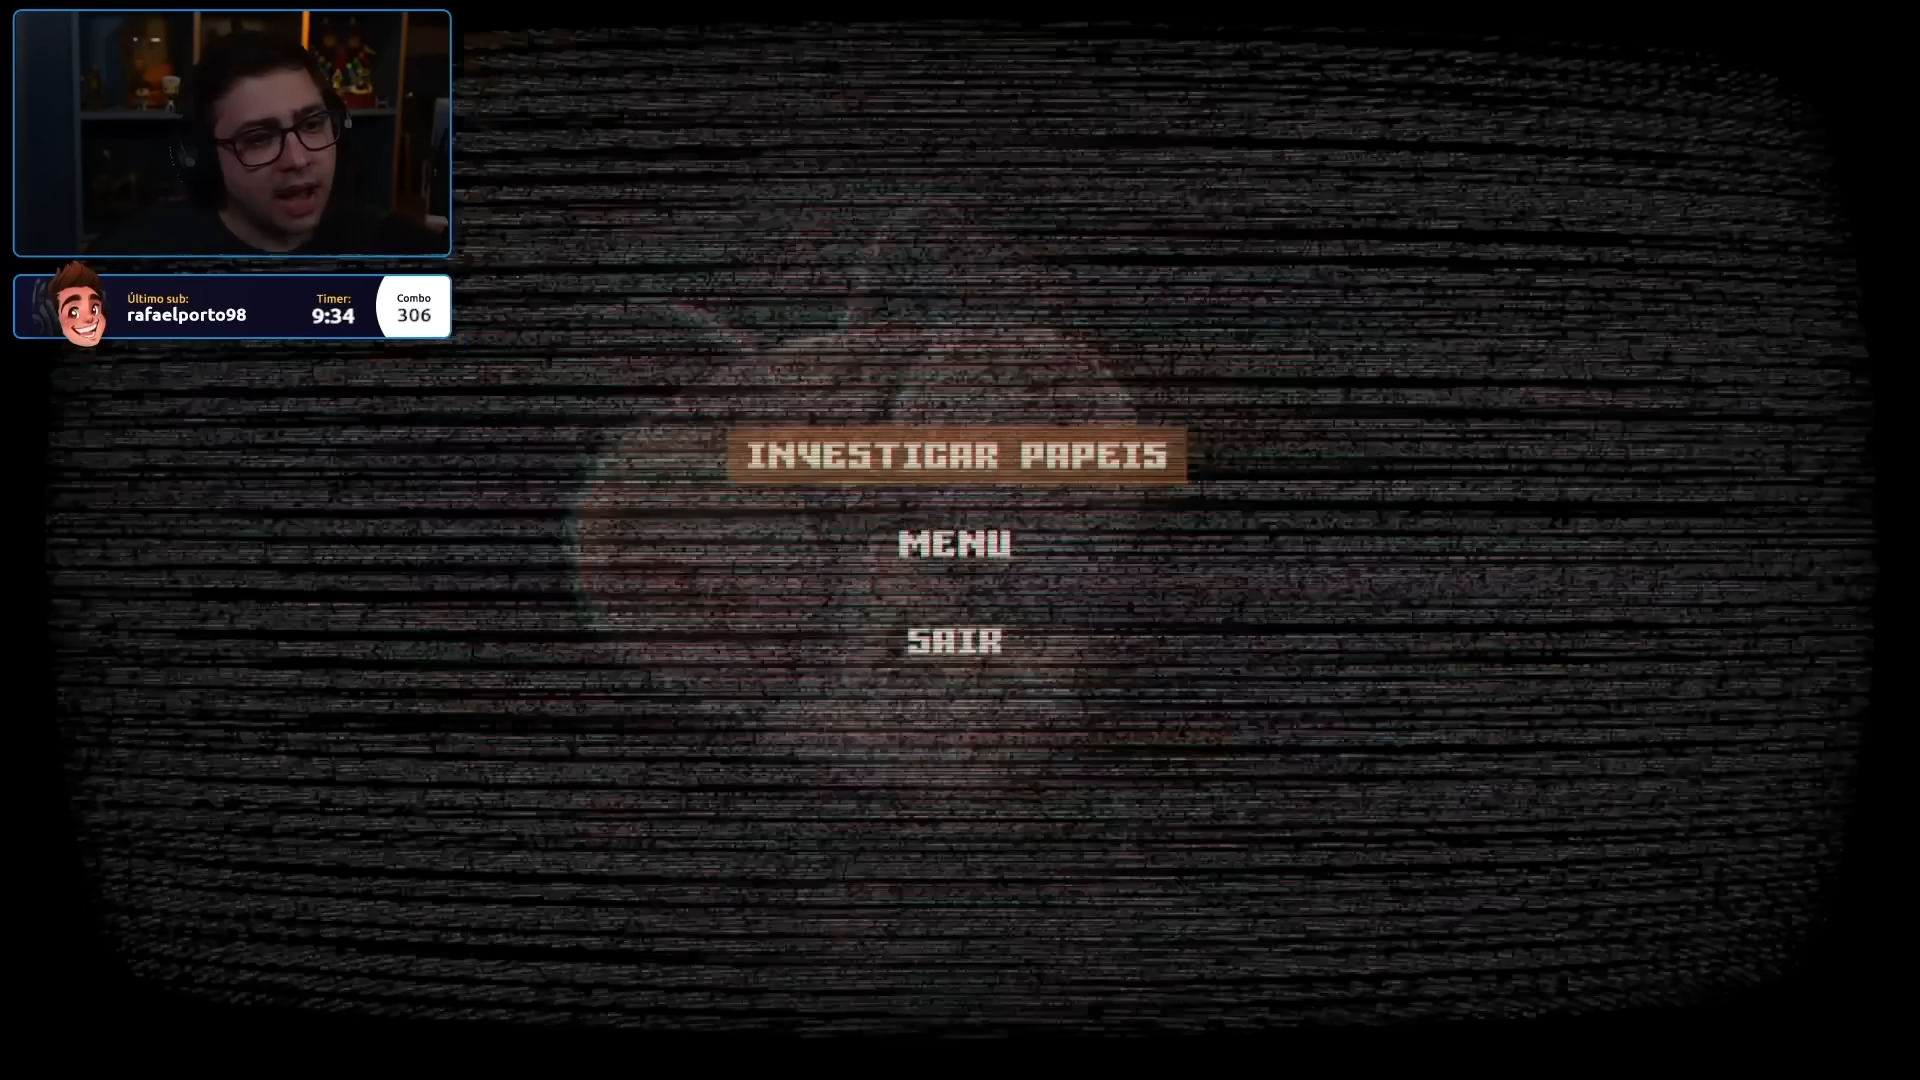 Último sub:
rafaelporto98
Timer:
9:34
Combo
306
INVESTIGAR PAPEIS
MENU
SAIR